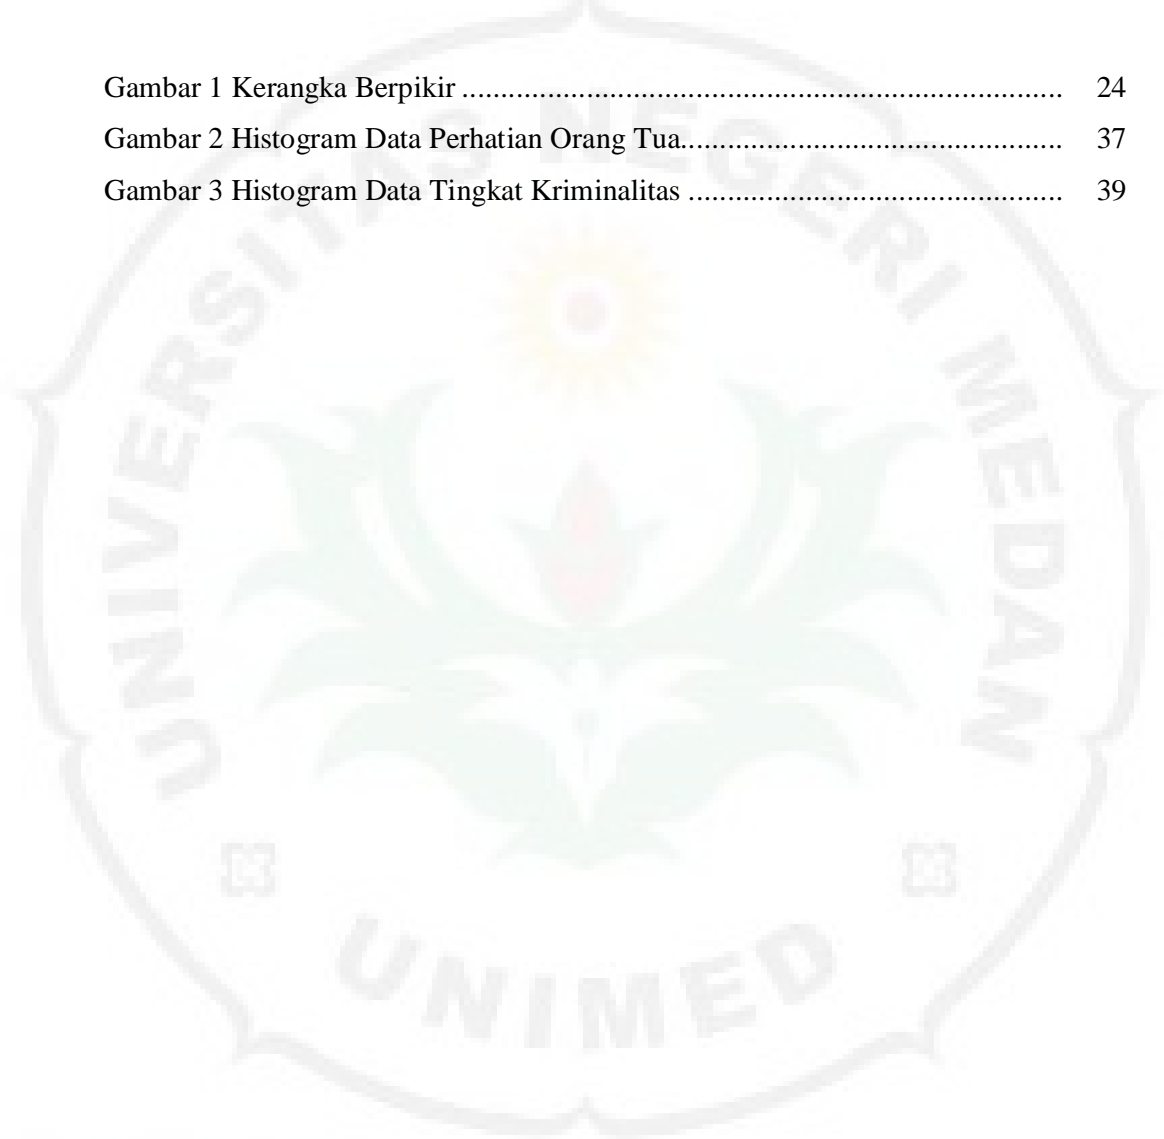 Gambar 1 Kerangka Berpikir ............................................................................. 24
Gambar 2 Histogram Data Perhatian Orang Tua................................................. 37
Gambar 3 Histogram Data Tingkat Kriminalitas ................................................ 39
UNIVERSITAS NEGERI MEDAN
UNIMED